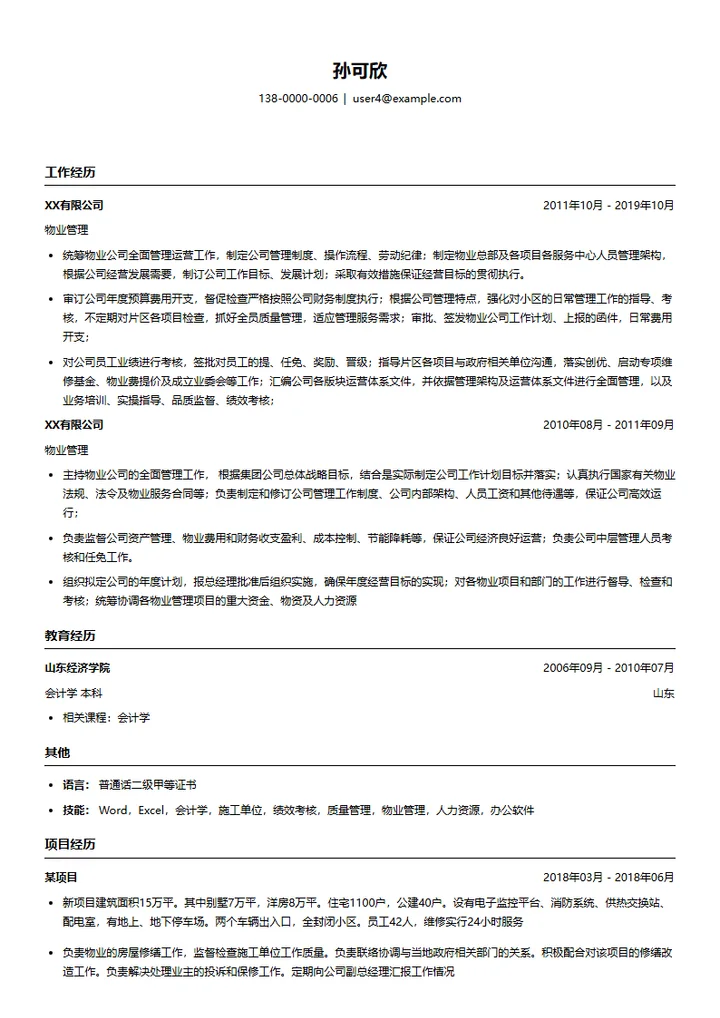 孙可欣
138-0000-0006 | user4@example.com
工作经历
XX有限公司 2011年10月 - 2019年10月
物业管理
• 统筹物业公司全面管理运营工作，制定公司管理制度、操作流程、劳动纪律；制定物业总部及各项目各服务中心人员管理架构，
根据公司经营发展需要，制订公司工作目标、发展计划；采取有效措施保证经营目标的贯彻执行。
• 审订公司年度预算费用开支，督促检查严格按照公司财务制度执行；根据公司管理特点，强化对小区的日常管理工作的指导、考
核，不定期对片区各项目检查，抓好全员质量管理，适应管理服务需求；审批、签发物业公司工作计划、上报的函件，日常费用
开支；
• 对公司员工业绩进行考核，签批对员工的提、任免、奖励、晋级；指导片区各项目与政府相关单位沟通，落实创优、启动专项维
修基金、物业费提价及成立业委会等工作；汇编公司各版块运营体系文件，并依据管理架构及运营体系文件进行全面管理，以及
业务培训、实操指导、品质监督、绩效考核；
XX有限公司 2010年08月 - 2011年09月
物业管理
• 主持物业公司的全面管理工作， 根据集团公司总体战略目标，结合是实际制定公司工作计划目标并落实；认真执行国家有关物业
法规、法令及物业服务合同等；负责制定和修订公司管理工作制度、公司内部架构、人员工资和其他待遇等，保证公司高效运
行；
• 负责监督公司资产管理、物业费用和财务收支盈利、成本控制、节能降耗等，保证公司经济良好运营；负责公司中层管理人员考
核和任免工作。
• 组织拟定公司的年度计划，报总经理批准后组织实施，确保年度经营目标的实现；对各物业项目和部门的工作进行督导、检查和
考核；统筹协调各物业管理项目的重大资金、物资及人力资源
教育经历
山东经济学院 2006年09月 - 2010年07月
会计学 本科 山东
• 相关课程：会计学
其他
• 语言： 普通话二级甲等证书
• 技能： Word，Excel，会计学，施工单位，绩效考核，质量管理，物业管理，人力资源，办公软件
项目经历
某项目 2018年03月 - 2018年06月
• 新项目建筑面积15万平。其中别墅7万平，洋房8万平。住宅1100户，公建40户。设有电子监控平台、消防系统、供热交换站、
配电室，有地上、地下停车场。两个车辆出入口，全封闭小区。员工42人，维修实行24小时服务
• 负责物业的房屋修缮工作，监督检查施工单位工作质量。负责联络协调与当地政府相关部门的关系。积极配合对该项目的修缮改
造工作。负责解决处理业主的投诉和保修工作。定期向公司副总经理汇报工作情况